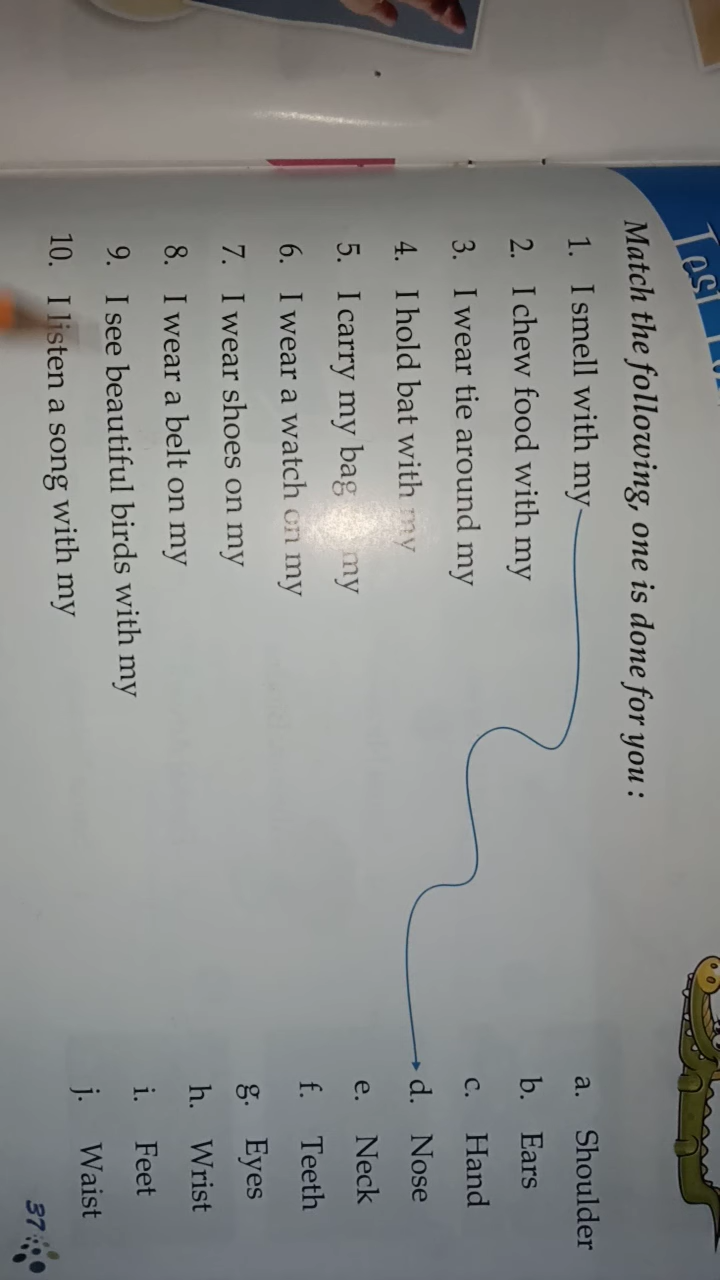 Test
Match the following, one is done for you :
1. I smell with my
2. I chew food with my
3. I wear tie around my
4. I hold bat with my
5. I carry my bag my
6. I wear a watch on my
7. I wear shoes on my
8. I wear a belt on my
9. I see beautiful birds with my
10. I listen a song with my
a. Shoulder
b. Ears
c. Hand
d. Nose
e. Neck
f. Teeth
g. Eyes
h. Wrist
i. Feet
j. Waist
37